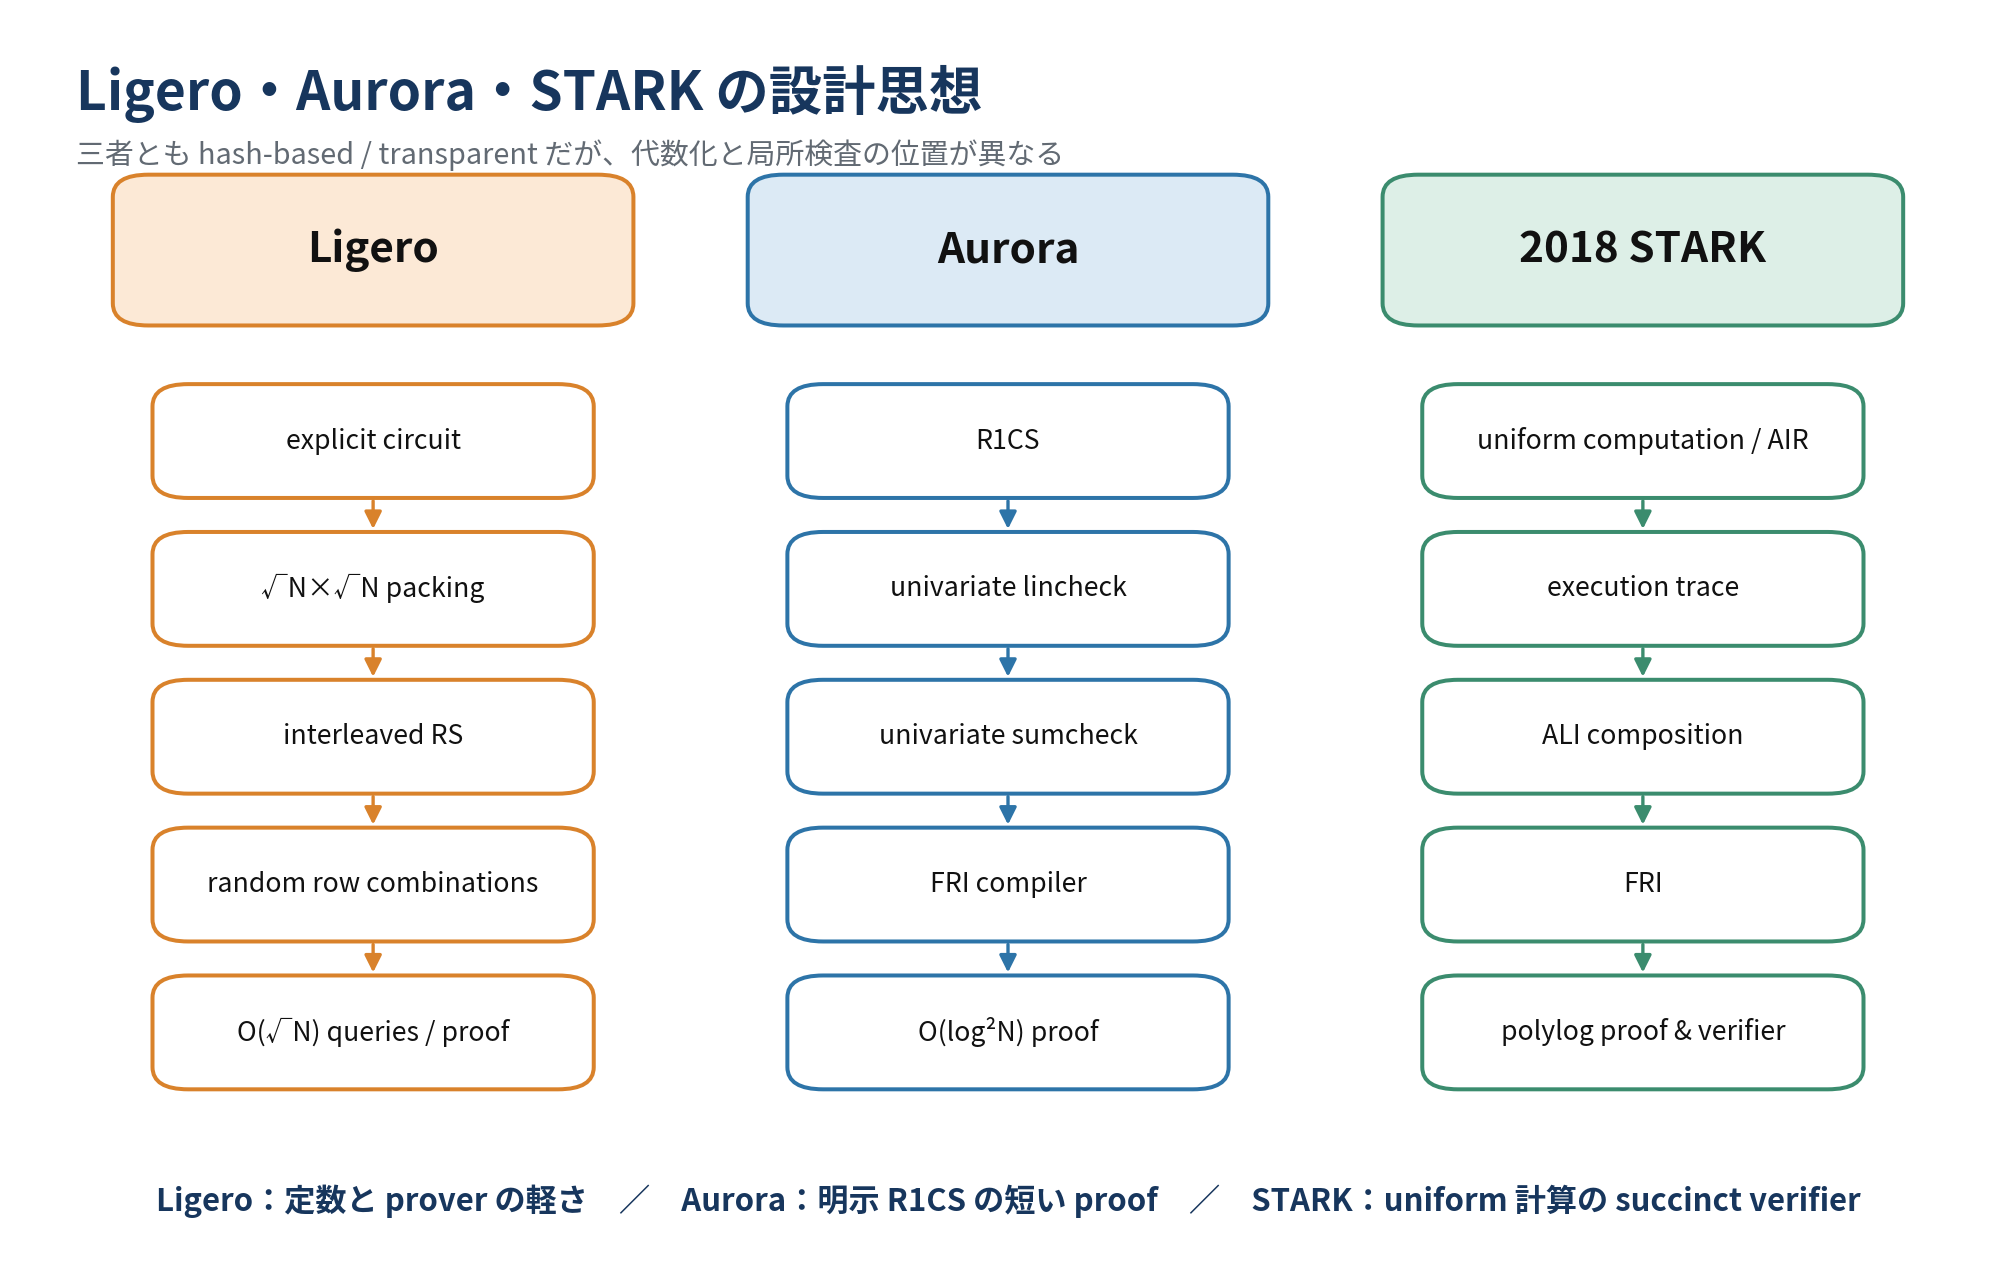 Ligero・Aurora・STARK の設計思想
三者とも hash-based / transparent だが、代数化と局所検査の位置が異なる
Ligero
explicit circuit
√N×√N packing
interleaved RS
random row combinations
O(√N) queries / proof
Aurora
R1CS
univariate lincheck
univariate sumcheck
FRI compiler
O(log²N) proof
2018 STARK
uniform computation / AIR
execution trace
ALI composition
FRI
polylog proof & verifier
Ligero：定数と prover の軽さ ／ Aurora：明示 R1CS の短い proof ／ STARK：uniform 計算の succinct verifier